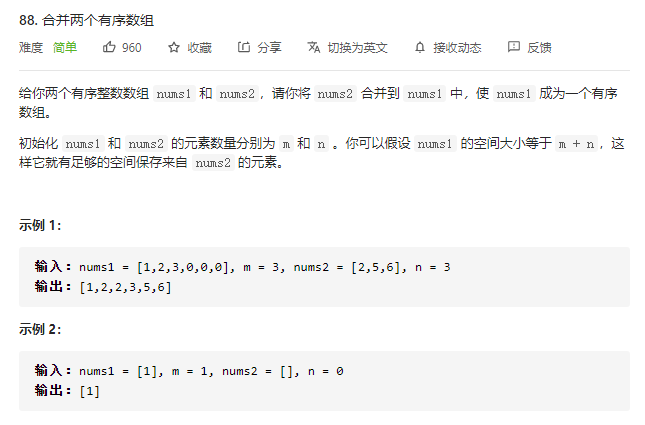 88. 合并两个有序数组
难度 简单 960 收藏 分享 切换为英文 接收动态 反馈
给你两个有序整数数组 nums1 和 nums2，请你将 nums2 合并到 nums1 中，使 nums1 成为一个有序
数组。
初始化 nums1 和 nums2 的元素数量分别为 m 和 n 。你可以假设 nums1 的空间大小等于 m + n，这
样它就有足够的空间保存来自 nums2 的元素。
示例 1：
输入：nums1 = [1,2,3,0,0,0], m = 3, nums2 = [2,5,6], n = 3
输出：[1,2,2,3,5,6]
示例 2：
输入：nums1 = [1], m = 1, nums2 = [], n = 0
输出：[1]